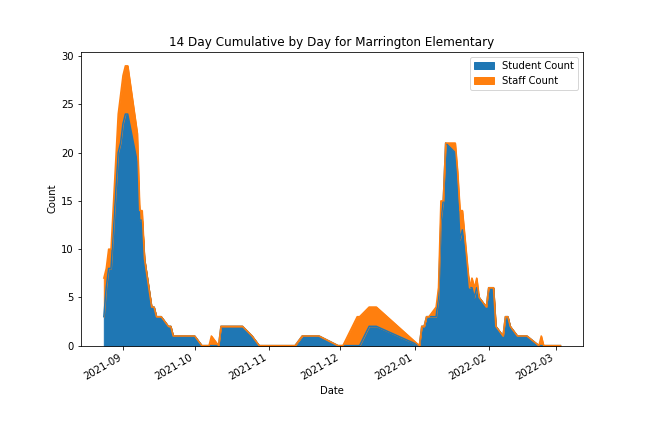 14 Day Cumulative by Day for Marrington Elementary
Student Count
Staff Count
Count
30
25
20
15
10
5
0
2021-09
2021-10
2021-11
2021-12
2022-01
2022-02
2022-03
Date